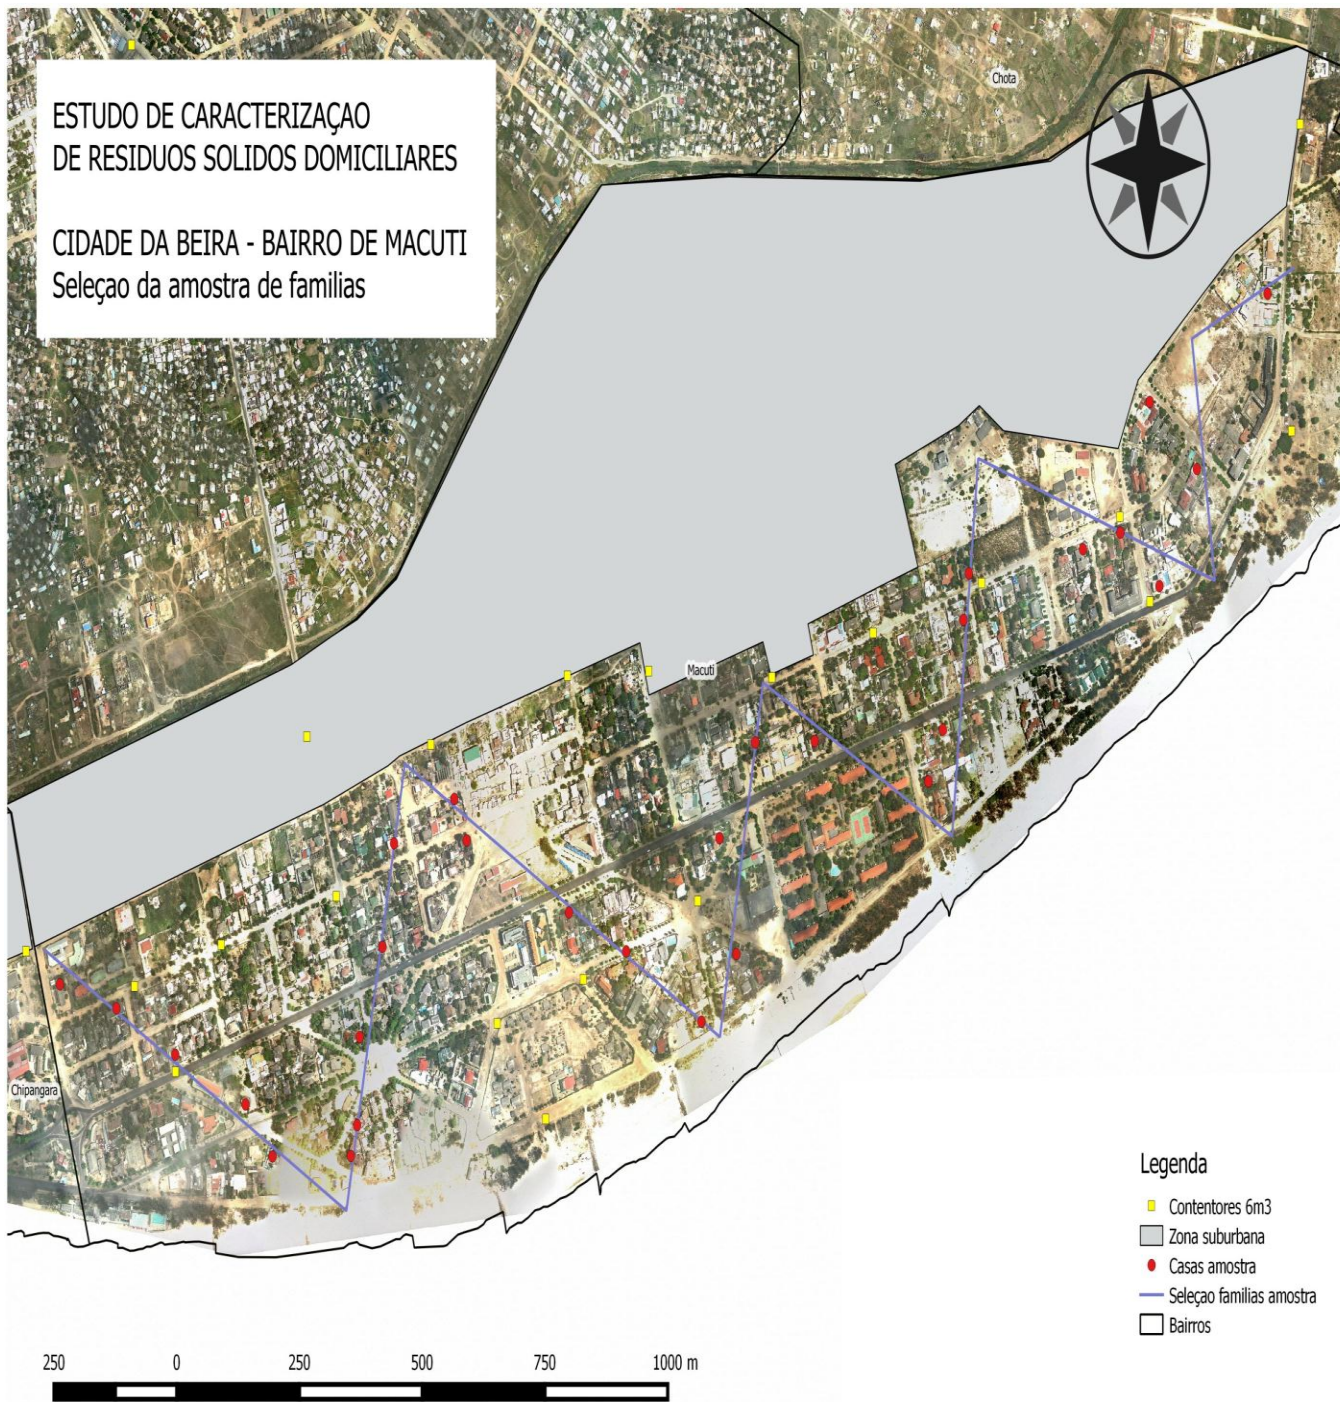 ESTUDO DE CARACTERIZAÇAO
DE RESIDUOS SOLIDOS DOMICILIARES
CIDADE DA BEIRA - BAIRRO DE MACUTI
Seleçao da amostra de familias
Chota
Macuti
Chipangara
Legenda
Contentores 6m3
Zona suburbana
Casas amostra
Seleçao familias amostra
Bairros
250 0 250 500 750 1000 m